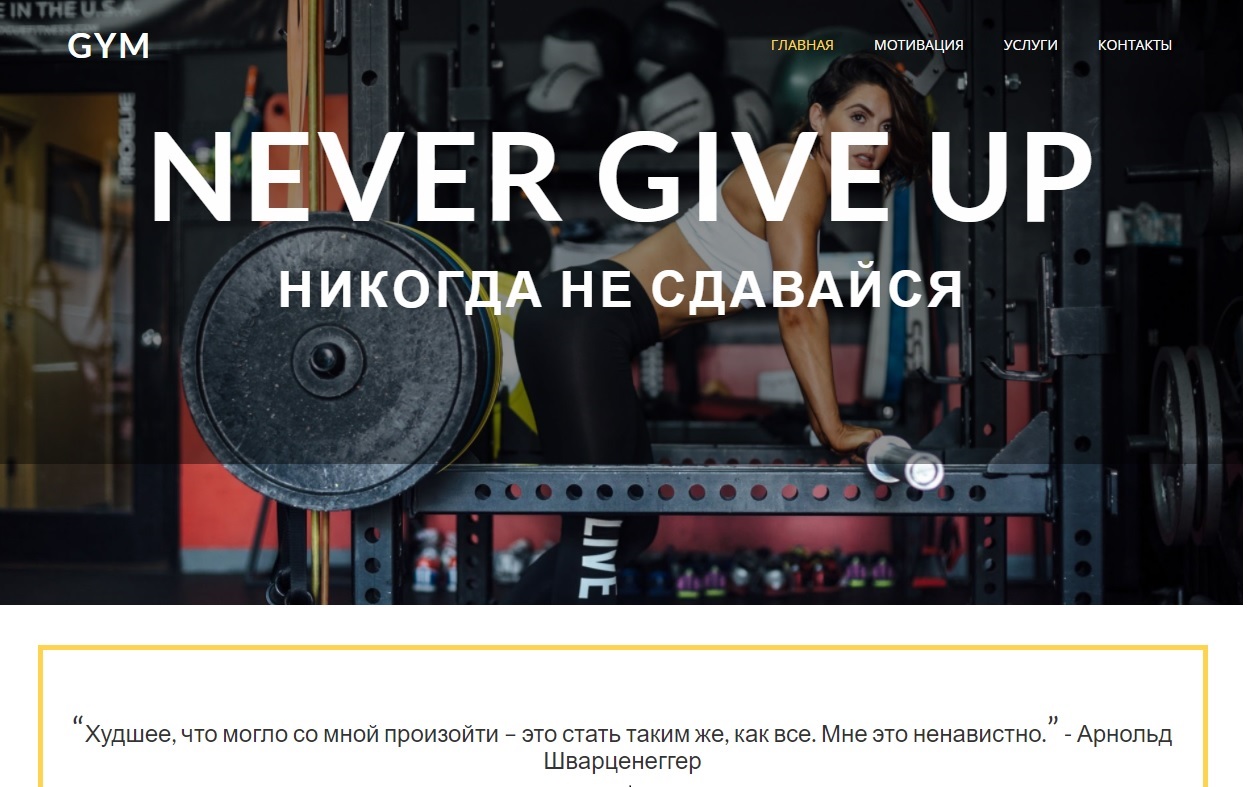 E IN THE U.S.A.
GYM
ГЛАВНАЯ МОТИВАЦИЯ УСЛУГИ КОНТАКТЫ
ROGUE
NEVER GIVE UP
НИКОГДА НЕ СДАВАЙСЯ
LIVE
“Худшее, что могло со мной произойти – это стать таким же, как все. Мне это ненавистно.” - Арнольд
Шварценеггер